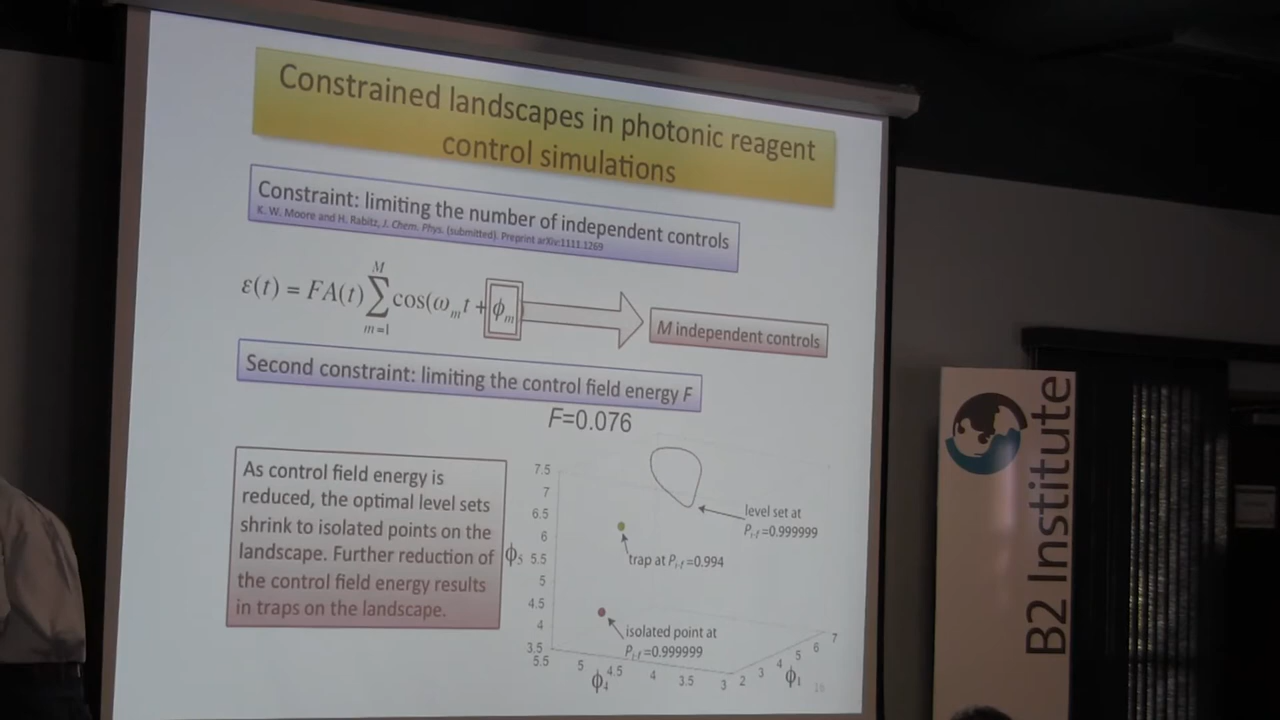 Constrained landscapes in photonic reagent
control simulations
Constraint: limiting the number of independent controls
K. W. Moore and H. Rabitz, J. Chem. Phys. (submitted). Preprint arXiv:1111.1269
ε(t) = FA(t) ∑ cos(ω_m t + ϕ_m
M
m=1
M independent controls
Second constraint: limiting the control field energy F
F=0.076
As control field energy is
reduced, the optimal level sets
shrink to isolated points on the
landscape. Further reduction of
the control field energy results
in traps on the landscape.
7.5
7
6.5
6
5.5
5
4.5
4
3.5
ϕ5
level set at
P_i-f=0.999999
trap at P_i-f=0.994
isolated point at
P_i-f=0.999999
5.5
5
4.5
4
3.5
3
ϕ4
2
3
4
5
6
7
ϕ1
16
B2 Institute